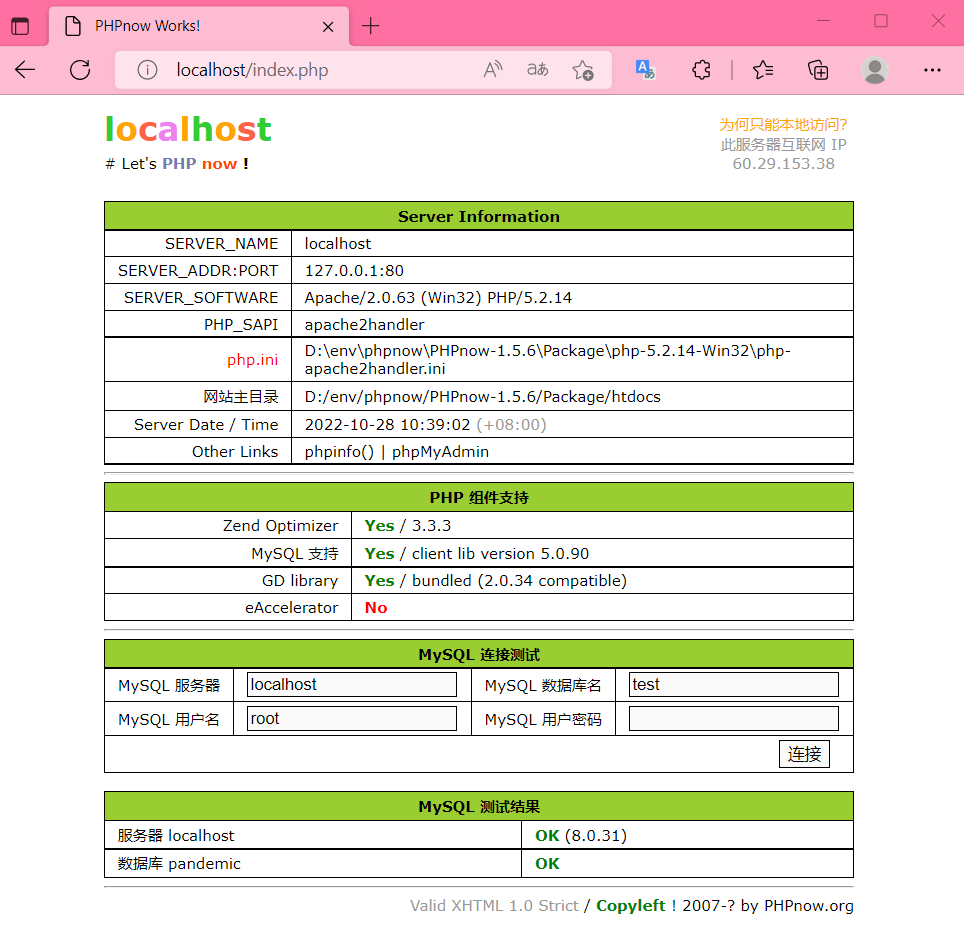 PHPnow Works!
localhost/index.php
localhost
为何只能本地访问?
# Let's PHP now !
此服务器互联网 IP
60.29.153.38
Server Information
SERVER_NAME localhost
SERVER_ADDR:PORT 127.0.0.1:80
SERVER_SOFTWARE Apache/2.0.63 (Win32) PHP/5.2.14
PHP_SAPI apache2handler
php.ini D:\env\phpnow\PHPnow-1.5.6\Package\php-5.2.14-Win32\php-
apache2handler.ini
网站主目录 D:/env/phpnow/PHPnow-1.5.6/Package/htdocs
Server Date / Time 2022-10-28 10:39:02 (+08:00)
Other Links phpinfo() | phpMyAdmin
PHP 组件支持
Zend Optimizer Yes / 3.3.3
MySQL 支持 Yes / client lib version 5.0.90
GD library Yes / bundled (2.0.34 compatible)
eAccelerator No
MySQL 连接测试
MySQL 服务器 localhost MySQL 数据库名 test
MySQL 用户名 root MySQL 用户密码
连接
MySQL 测试结果
服务器 localhost OK (8.0.31)
数据库 pandemic OK
Valid XHTML 1.0 Strict / Copyleft ! 2007-? by PHPnow.org